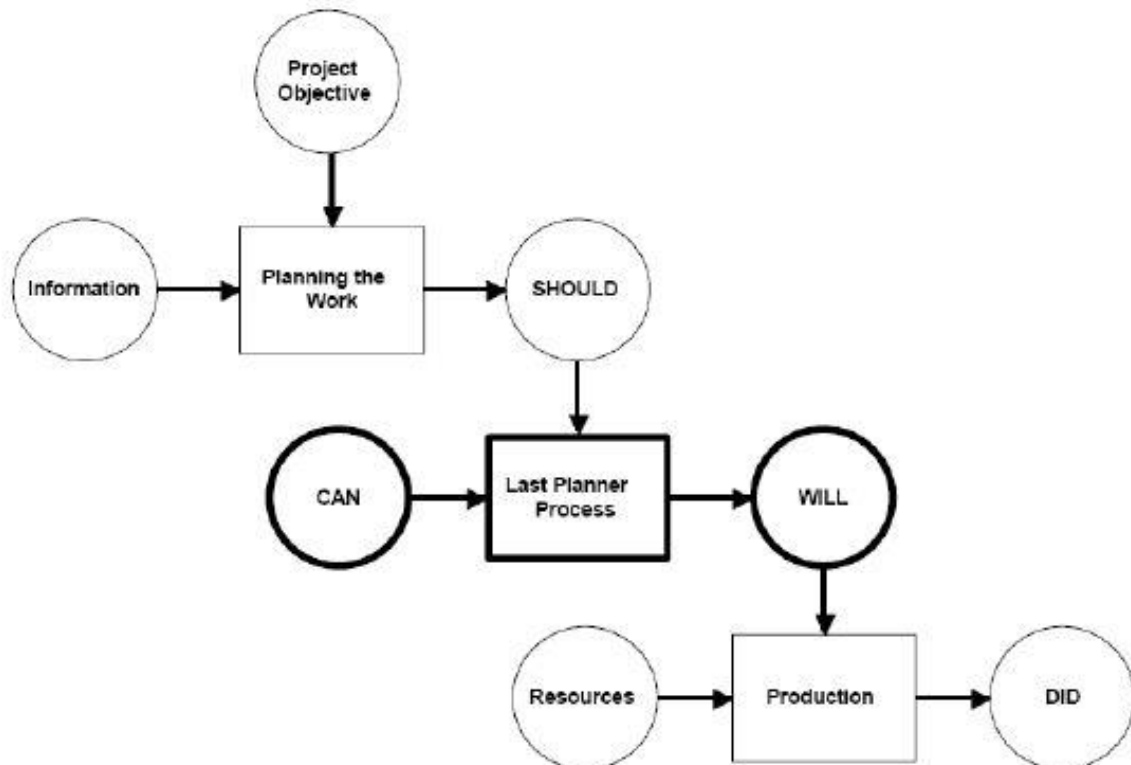 Project
Objective
Information
Planning the
Work
SHOULD
CAN
Last Planner
Process
WILL
Resources
Production
DID